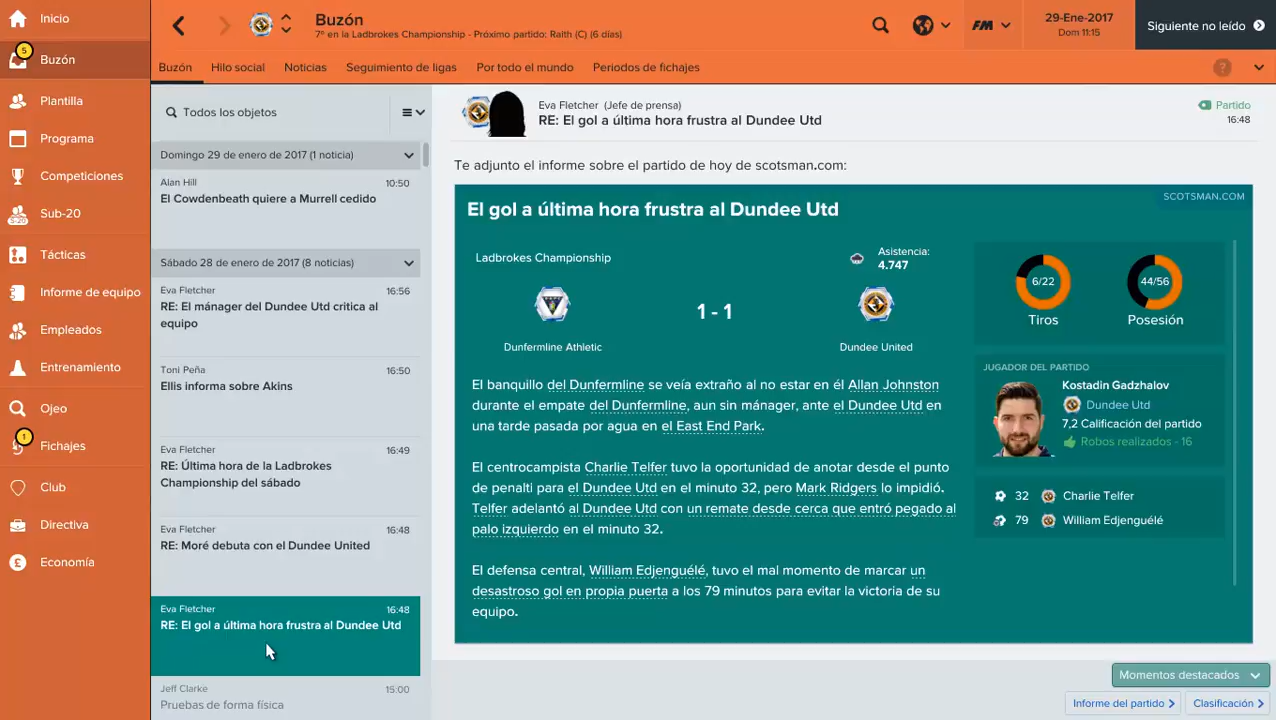 Inicio
Buzón
5
Plantilla
Programa
Competiciones
Sub-20
Tácticas
Informe de equipo
Empleados
Entrenamiento
Ojeo
Fichajes
1
Club
Directiva
Economía
Buzón
7º en la Ladbrokes Championship - Próximo partido: Raith (C) (6 días)
FM
29-Ene-2017
Dom 11:15
Siguiente no leído
Buzón
Hilo social
Noticias
Seguimiento de ligas
Por todo el mundo
Periodos de fichajes
?
Todos los objetos
Domingo 29 de enero de 2017 (1 noticia)
Alan Hill 10:50
El Cowdenbeath quiere a Murrell cedido
Sábado 28 de enero de 2017 (8 noticias)
Eva Fletcher 16:56
RE: El mánager del Dundee Utd critica al
equipo
Toni Peña 16:50
Ellis informa sobre Akins
Eva Fletcher 16:49
RE: Última hora de la Ladbrokes
Championship del sábado
Eva Fletcher 16:48
RE: Moré debuta con el Dundee United
Eva Fletcher 16:48
RE: El gol a última hora frustra al Dundee Utd
Jeff Clarke 15:00
Pruebas de forma física
Eva Fletcher (Jefe de prensa)
RE: El gol a última hora frustra al Dundee Utd
Partido
16:48
Te adjunto el informe sobre el partido de hoy de scotsman.com:
SCOTSMAN.COM
El gol a última hora frustra al Dundee Utd
Ladbrokes Championship
Asistencia:
4.747
1 - 1
Dunfermline Athletic
Dundee United
El banquillo del Dunfermline se veía extraño al no estar en él Allan Johnston
durante el empate del Dunfermline, aun sin mánager, ante el Dundee Utd en
una tarde pasada por agua en el East End Park.
El centrocampista Charlie Telfer tuvo la oportunidad de anotar desde el punto
de penalti para el Dundee Utd en el minuto 32, pero Mark Ridgers lo impidió.
Telfer adelantó al Dundee Utd con un remate desde cerca que entró pegado al
palo izquierdo en el minuto 32.
El defensa central, William Edjenguélé, tuvo el mal momento de marcar un
desastroso gol en propia puerta a los 79 minutos para evitar la victoria de su
equipo.
6/22
Tiros
44/56
Posesión
JUGADOR DEL PARTIDO
Kostadin Gadzhalov
Dundee Utd
7,2 Calificación del partido
Robos realizados - 16
32 Charlie Telfer
79 William Edjenguélé
Momentos destacados
Informe del partido
Clasificación